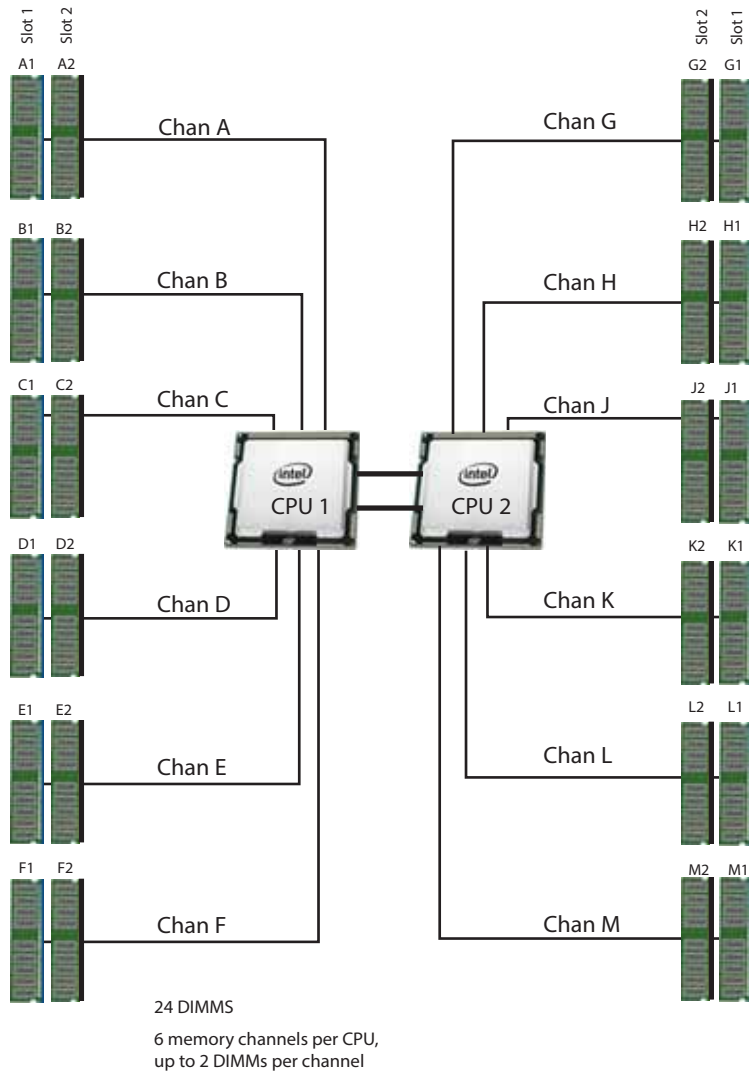 Slot 1 Slot 2 Slot 2 Slot 1
A1 A2 G2 G1
Chan A Chan G
B1 B2 H2 H1
Chan B Chan H
C1 C2 J2 J1
Chan C Chan J
intel intel
CPU 1 CPU 2
D1 D2 K2 K1
Chan D Chan K
E1 E2 L2 L1
Chan E Chan L
F1 F2 M2 M1
Chan F Chan M
24 DIMMS
6 memory channels per CPU,
up to 2 DIMMs per channel